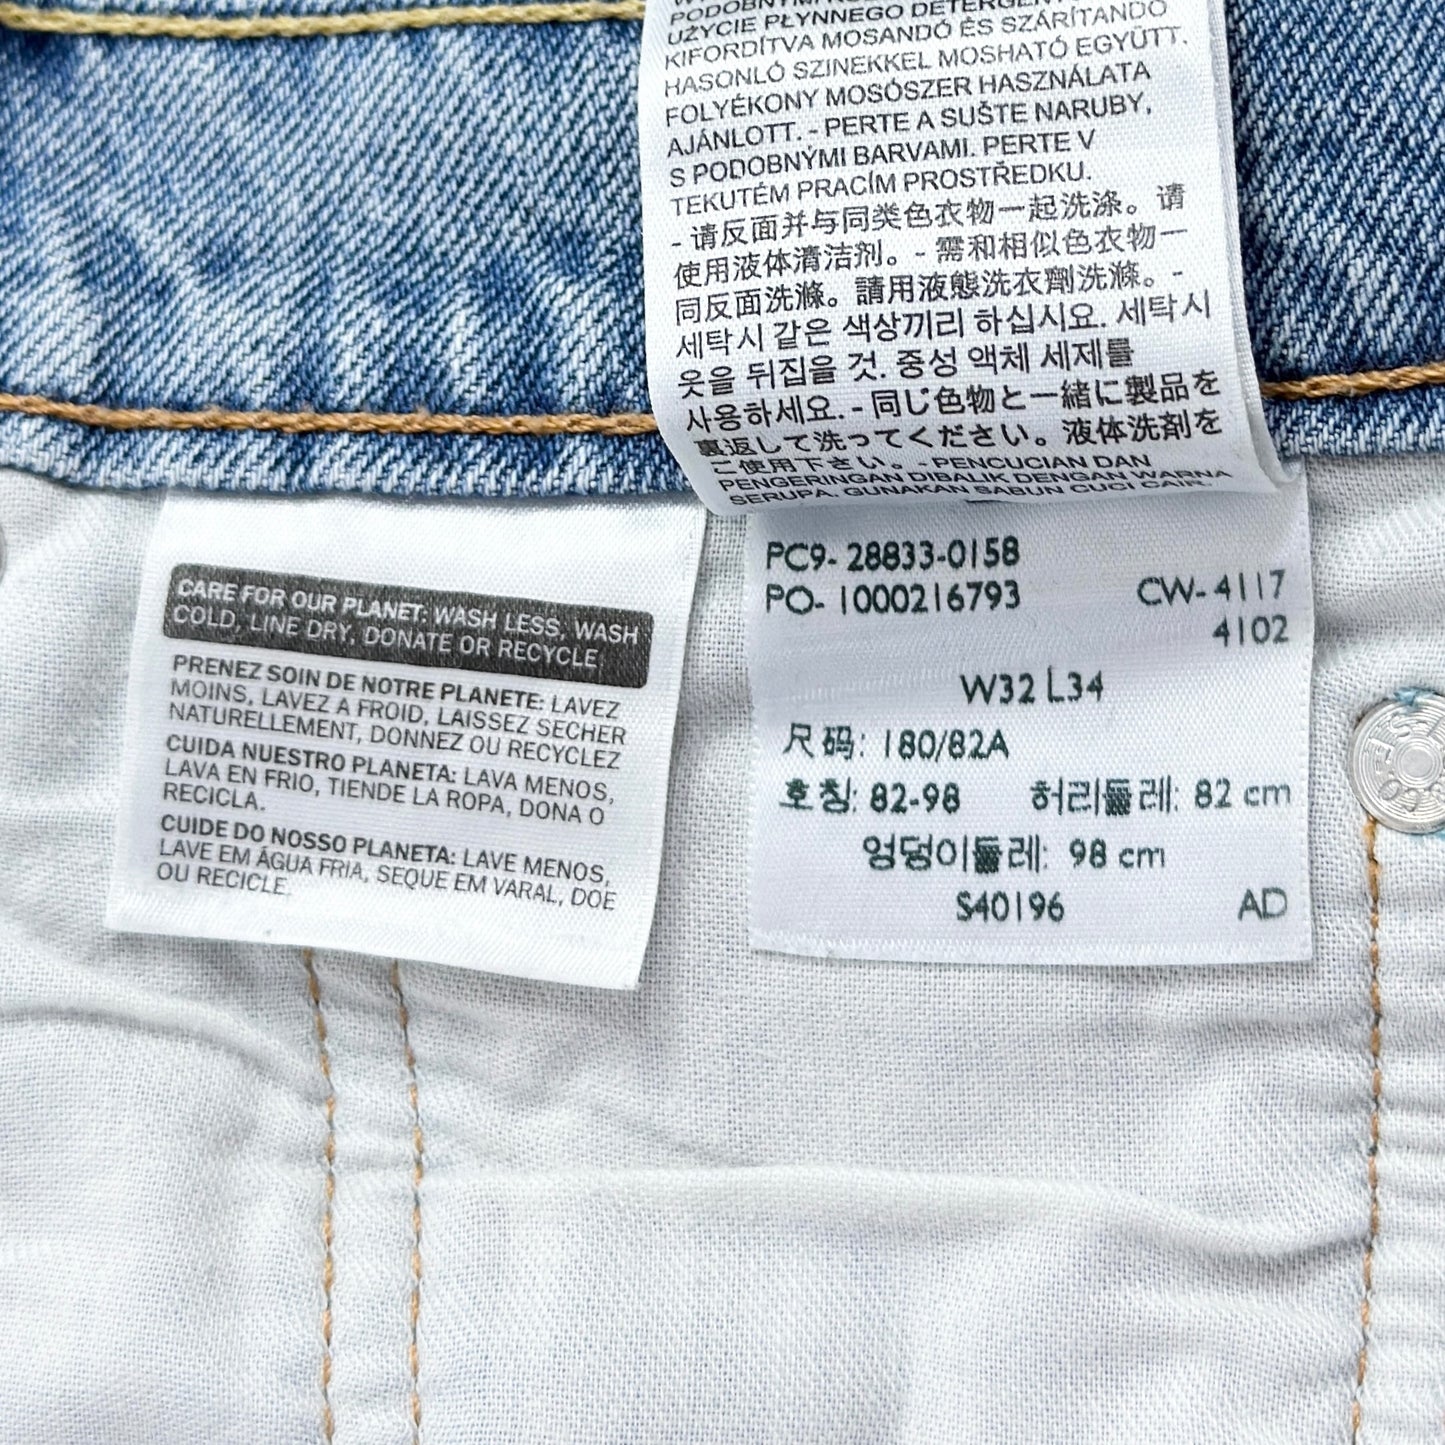 PODOBNYMI
UŻYCIE PŁYNNEGO
KIFORDÍTVA MOSANDÓ ÉS SZÁRÍTANDÓ
HASONLÓ SZINEKKEL MOSHATÓ EGYÜTT.
FOLYÉKONY MOSÓSZER HASZNÁLATA
AJÁNLOTT. - PERTE A SUŠTE NARUBY,
S PODOBNÝMI BARVAMI. PERTE V
TEKUTÉM PRACÍM PROSTŘEDKU.
- 请反面并与同类色衣物一起洗涤。请
使用液体清洁剂。- 需和相似色衣物一
同反面洗滌。請用液態洗衣劑洗滌。-
세탁시 같은 색상끼리 하십시요. 세탁시
옷을 뒤집을 것. 중성 액체 세제를
사용하세요. - 同じ色物と一緒に製品を
裏返して洗ってください。液体洗剤を
ご使用下さい。- PENCUCIAN DAN
PENGERINGAN DIBALIK DENGAN WARNA
SERUPA. GUNAKAN SABUN CUCI CAIR.
CARE FOR OUR PLANET: WASH LESS, WASH
COLD, LINE DRY, DONATE OR RECYCLE.
PRENEZ SOIN DE NOTRE PLANETE: LAVEZ
MOINS, LAVEZ A FROID, LAISSEZ SECHER
NATURELLEMENT, DONNEZ OU RECYCLEZ
CUIDA NUESTRO PLANETA: LAVA MENOS,
LAVA EN FRIO, TIENDE LA ROPA, DONA O
RECICLA.
CUIDE DO NOSSO PLANETA: LAVE MENOS,
LAVE EM ÁGUA FRIA, SEQUE EM VARAL, DOE
OU RECICLE.
PC9- 28833-0158
PO- 1000216793 CW- 4117
4102
W32 L34
尺码: 180/82A
호칭: 82-98 허리둘레: 82 cm
엉덩이둘레: 98 cm
S40196 AD